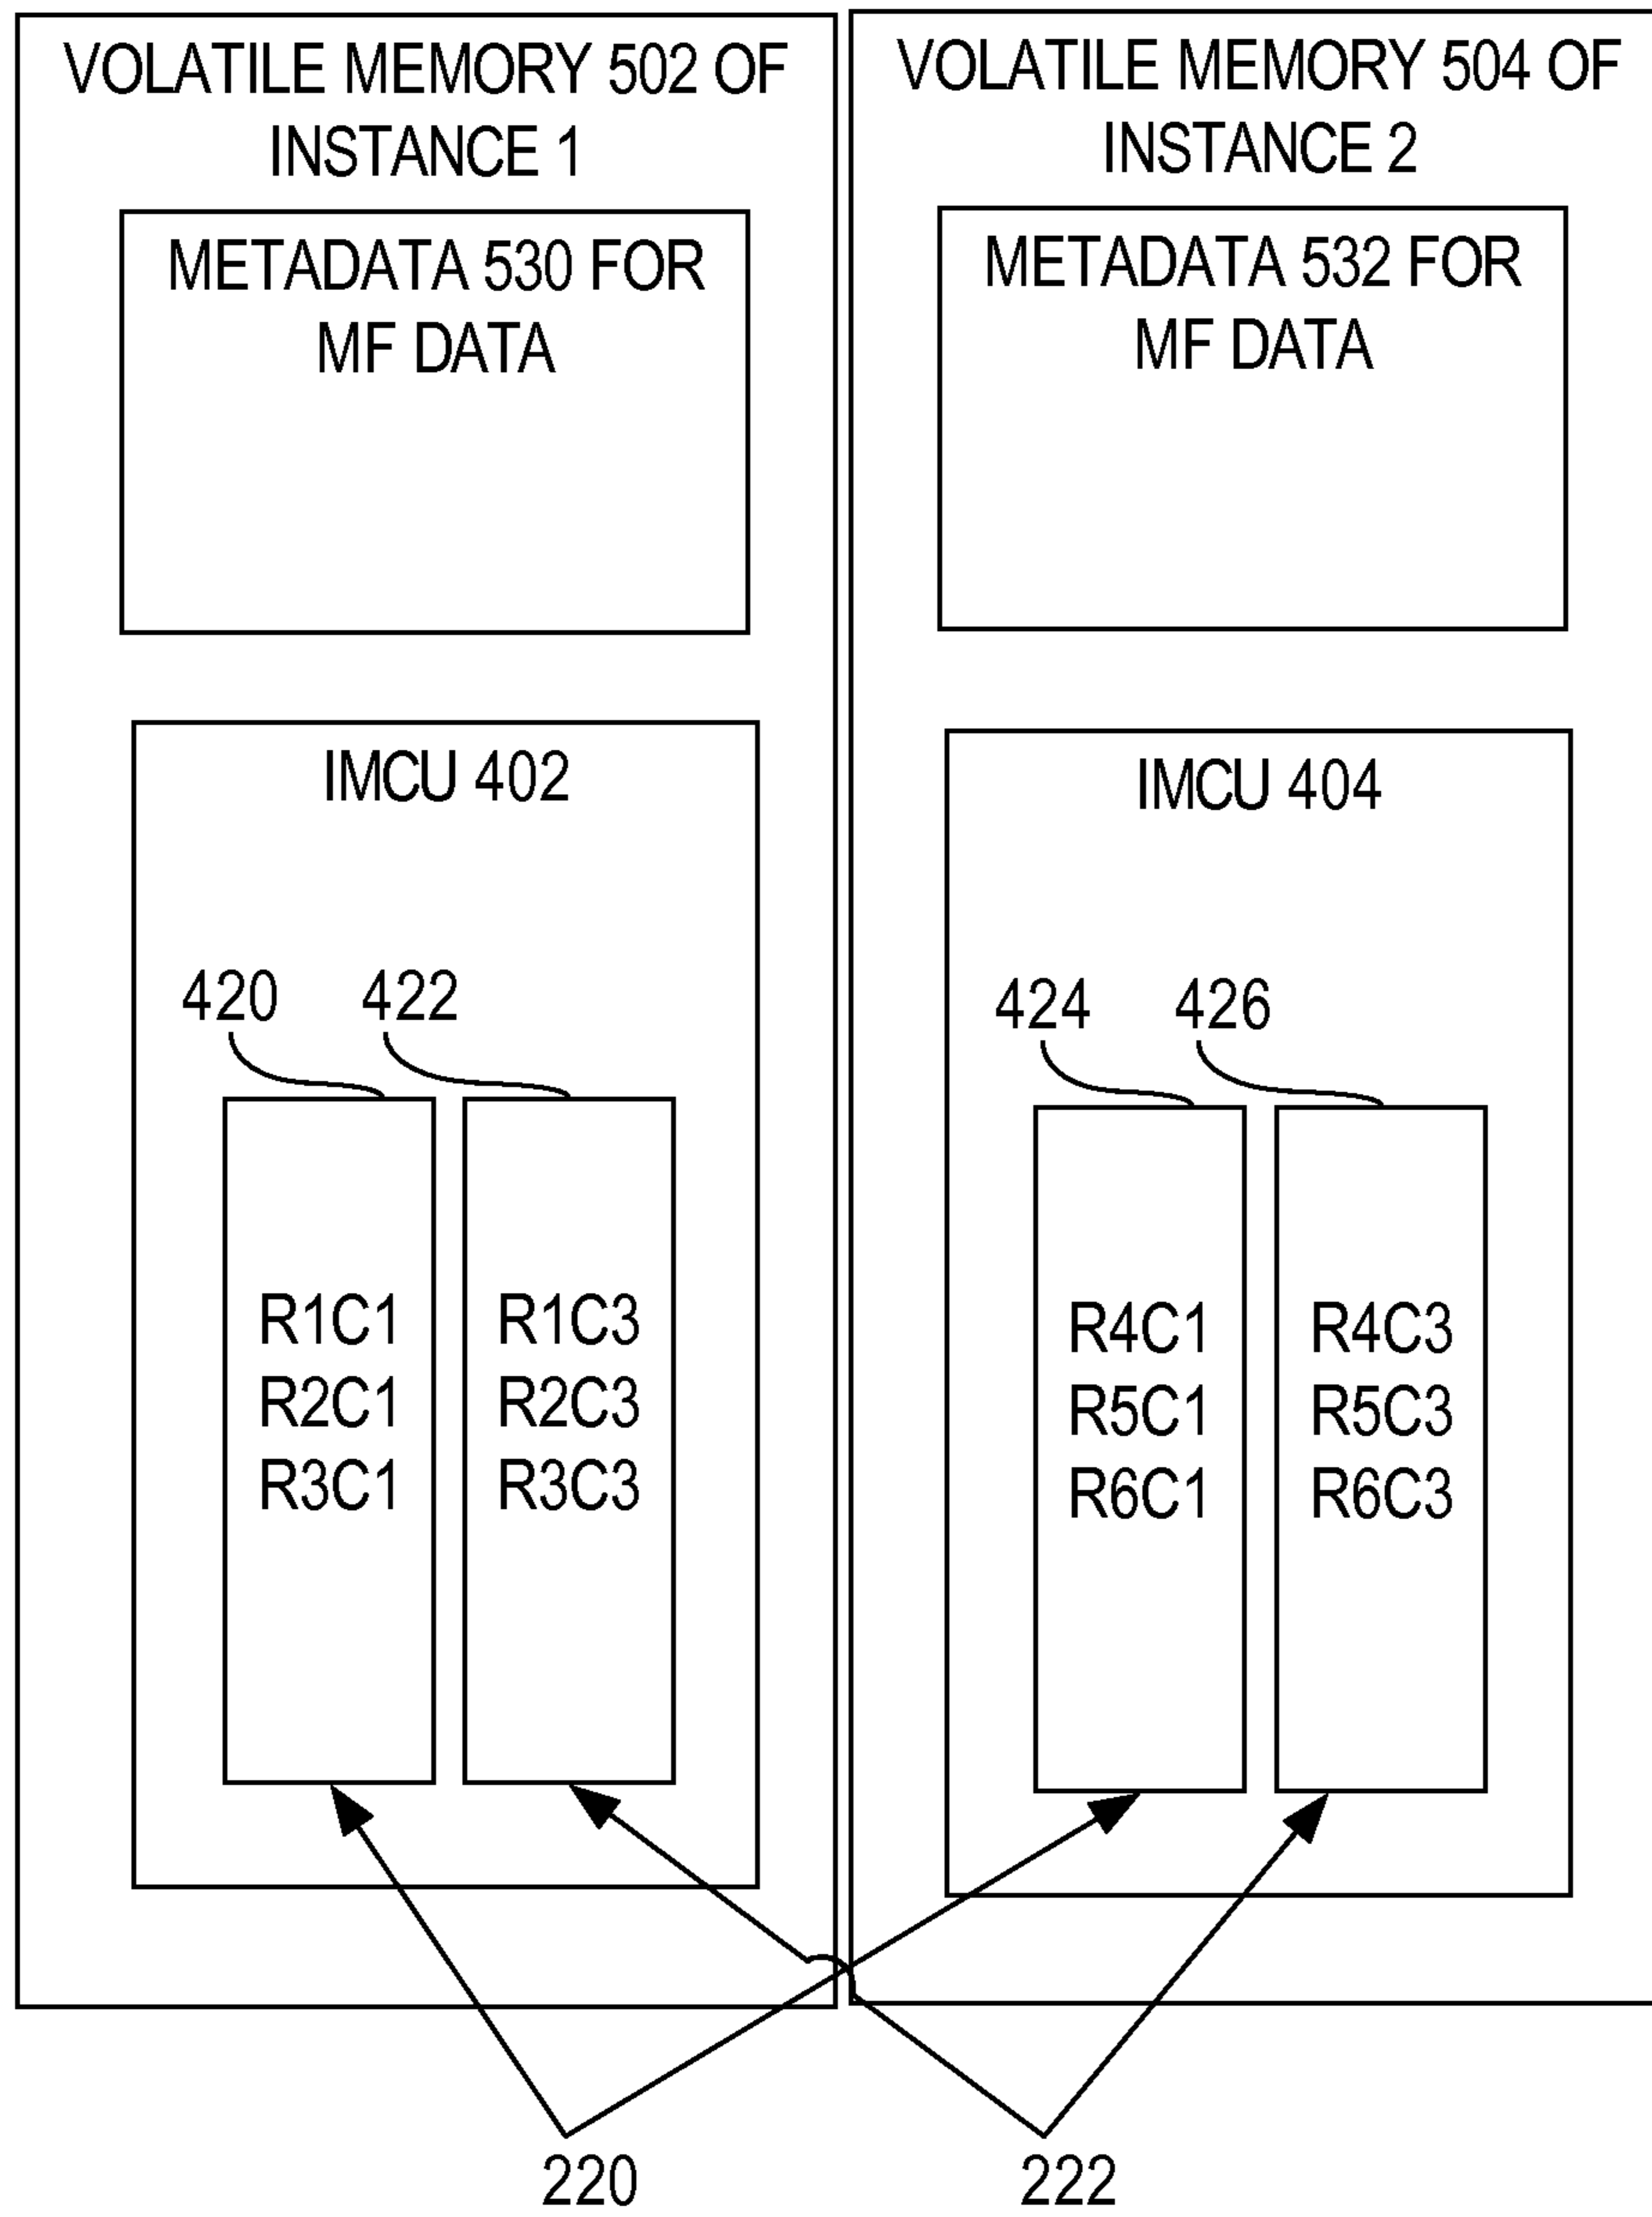 VOLATILE MEMORY 502 OF
INSTANCE 1
METADATA 530 FOR
MF DATA
IMCU 402
420
422
R1C1
R2C1
R3C1
R1C3
R2C3
R3C3
VOLATILE MEMORY 504 OF
INSTANCE 2
METADATA 532 FOR
MF DATA
IMCU 404
424
426
R4C1
R5C1
R6C1
R4C3
R5C3
R6C3
220
222